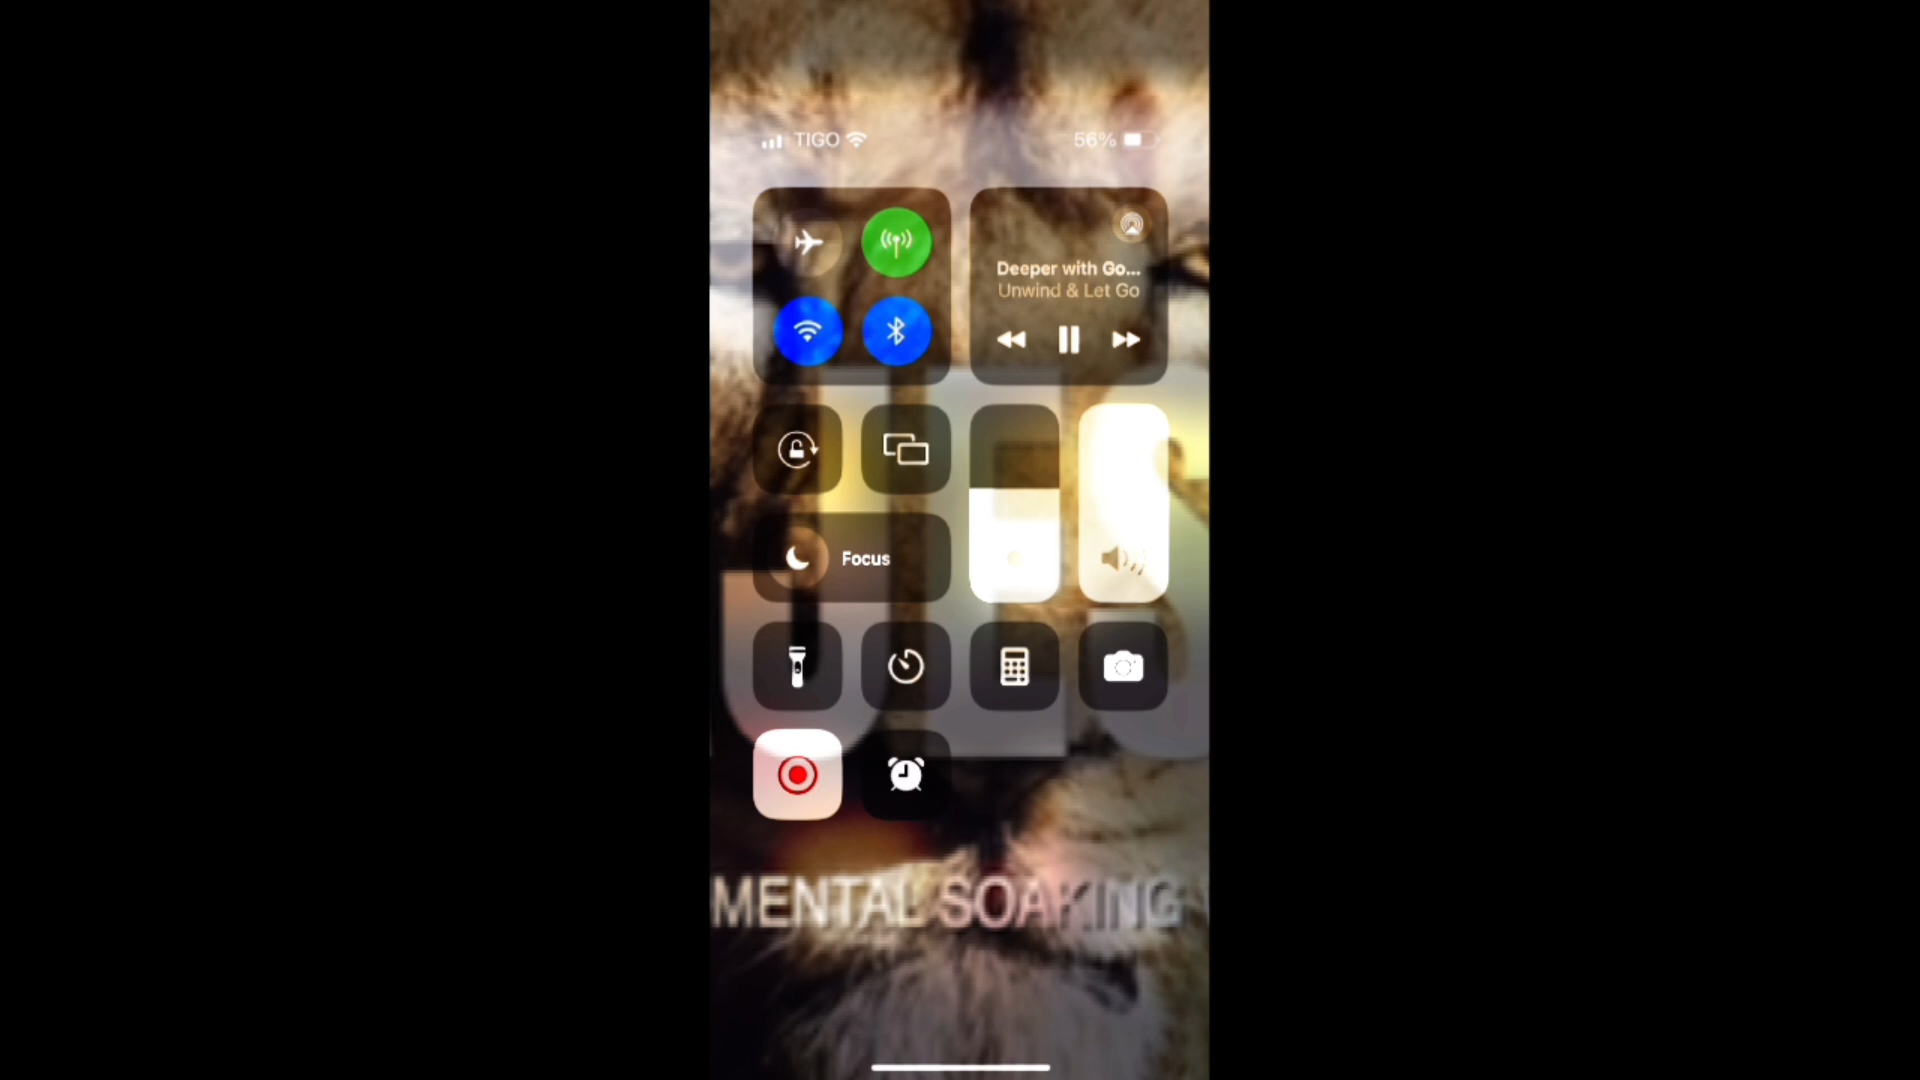 TIGO 56%
Deeper with Go...
Unwind & Let Go
Focus
MENTAL SOAKING